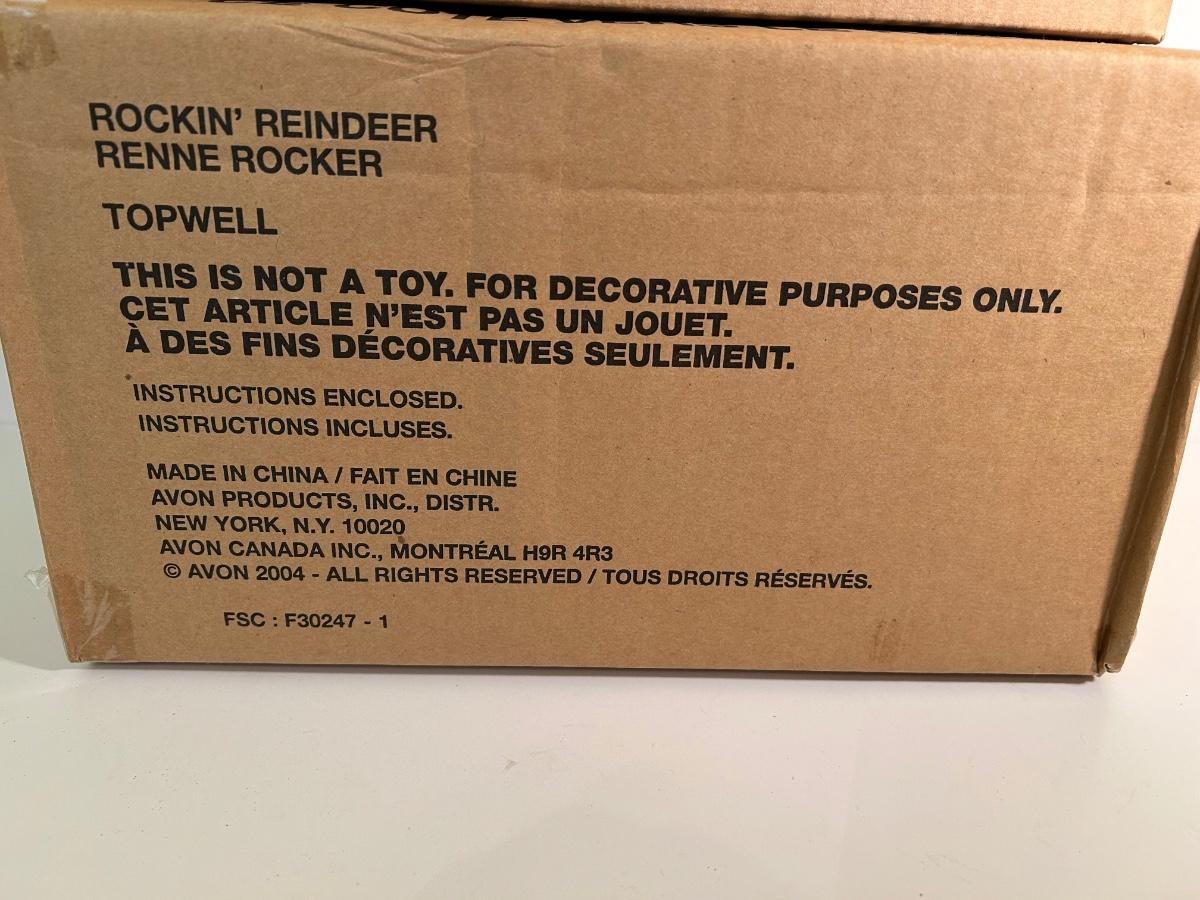 ROCKIN' REINDEER
RENNE ROCKER
TOPWELL
THIS IS NOT A TOY. FOR DECORATIVE PURPOSES ONLY.
CET ARTICLE N'EST PAS UN JOUET.
À DES FINS DÉCORATIVES SEULEMENT.
INSTRUCTIONS ENCLOSED.
INSTRUCTIONS INCLUSES.
MADE IN CHINA / FAIT EN CHINE
AVON PRODUCTS, INC., DISTR.
NEW YORK, N.Y. 10020
AVON CANADA INC., MONTRÉAL H9R 4R3
© AVON 2004 - ALL RIGHTS RESERVED / TOUS DROITS RÉSERVÉS.
FSC : F30247 - 1